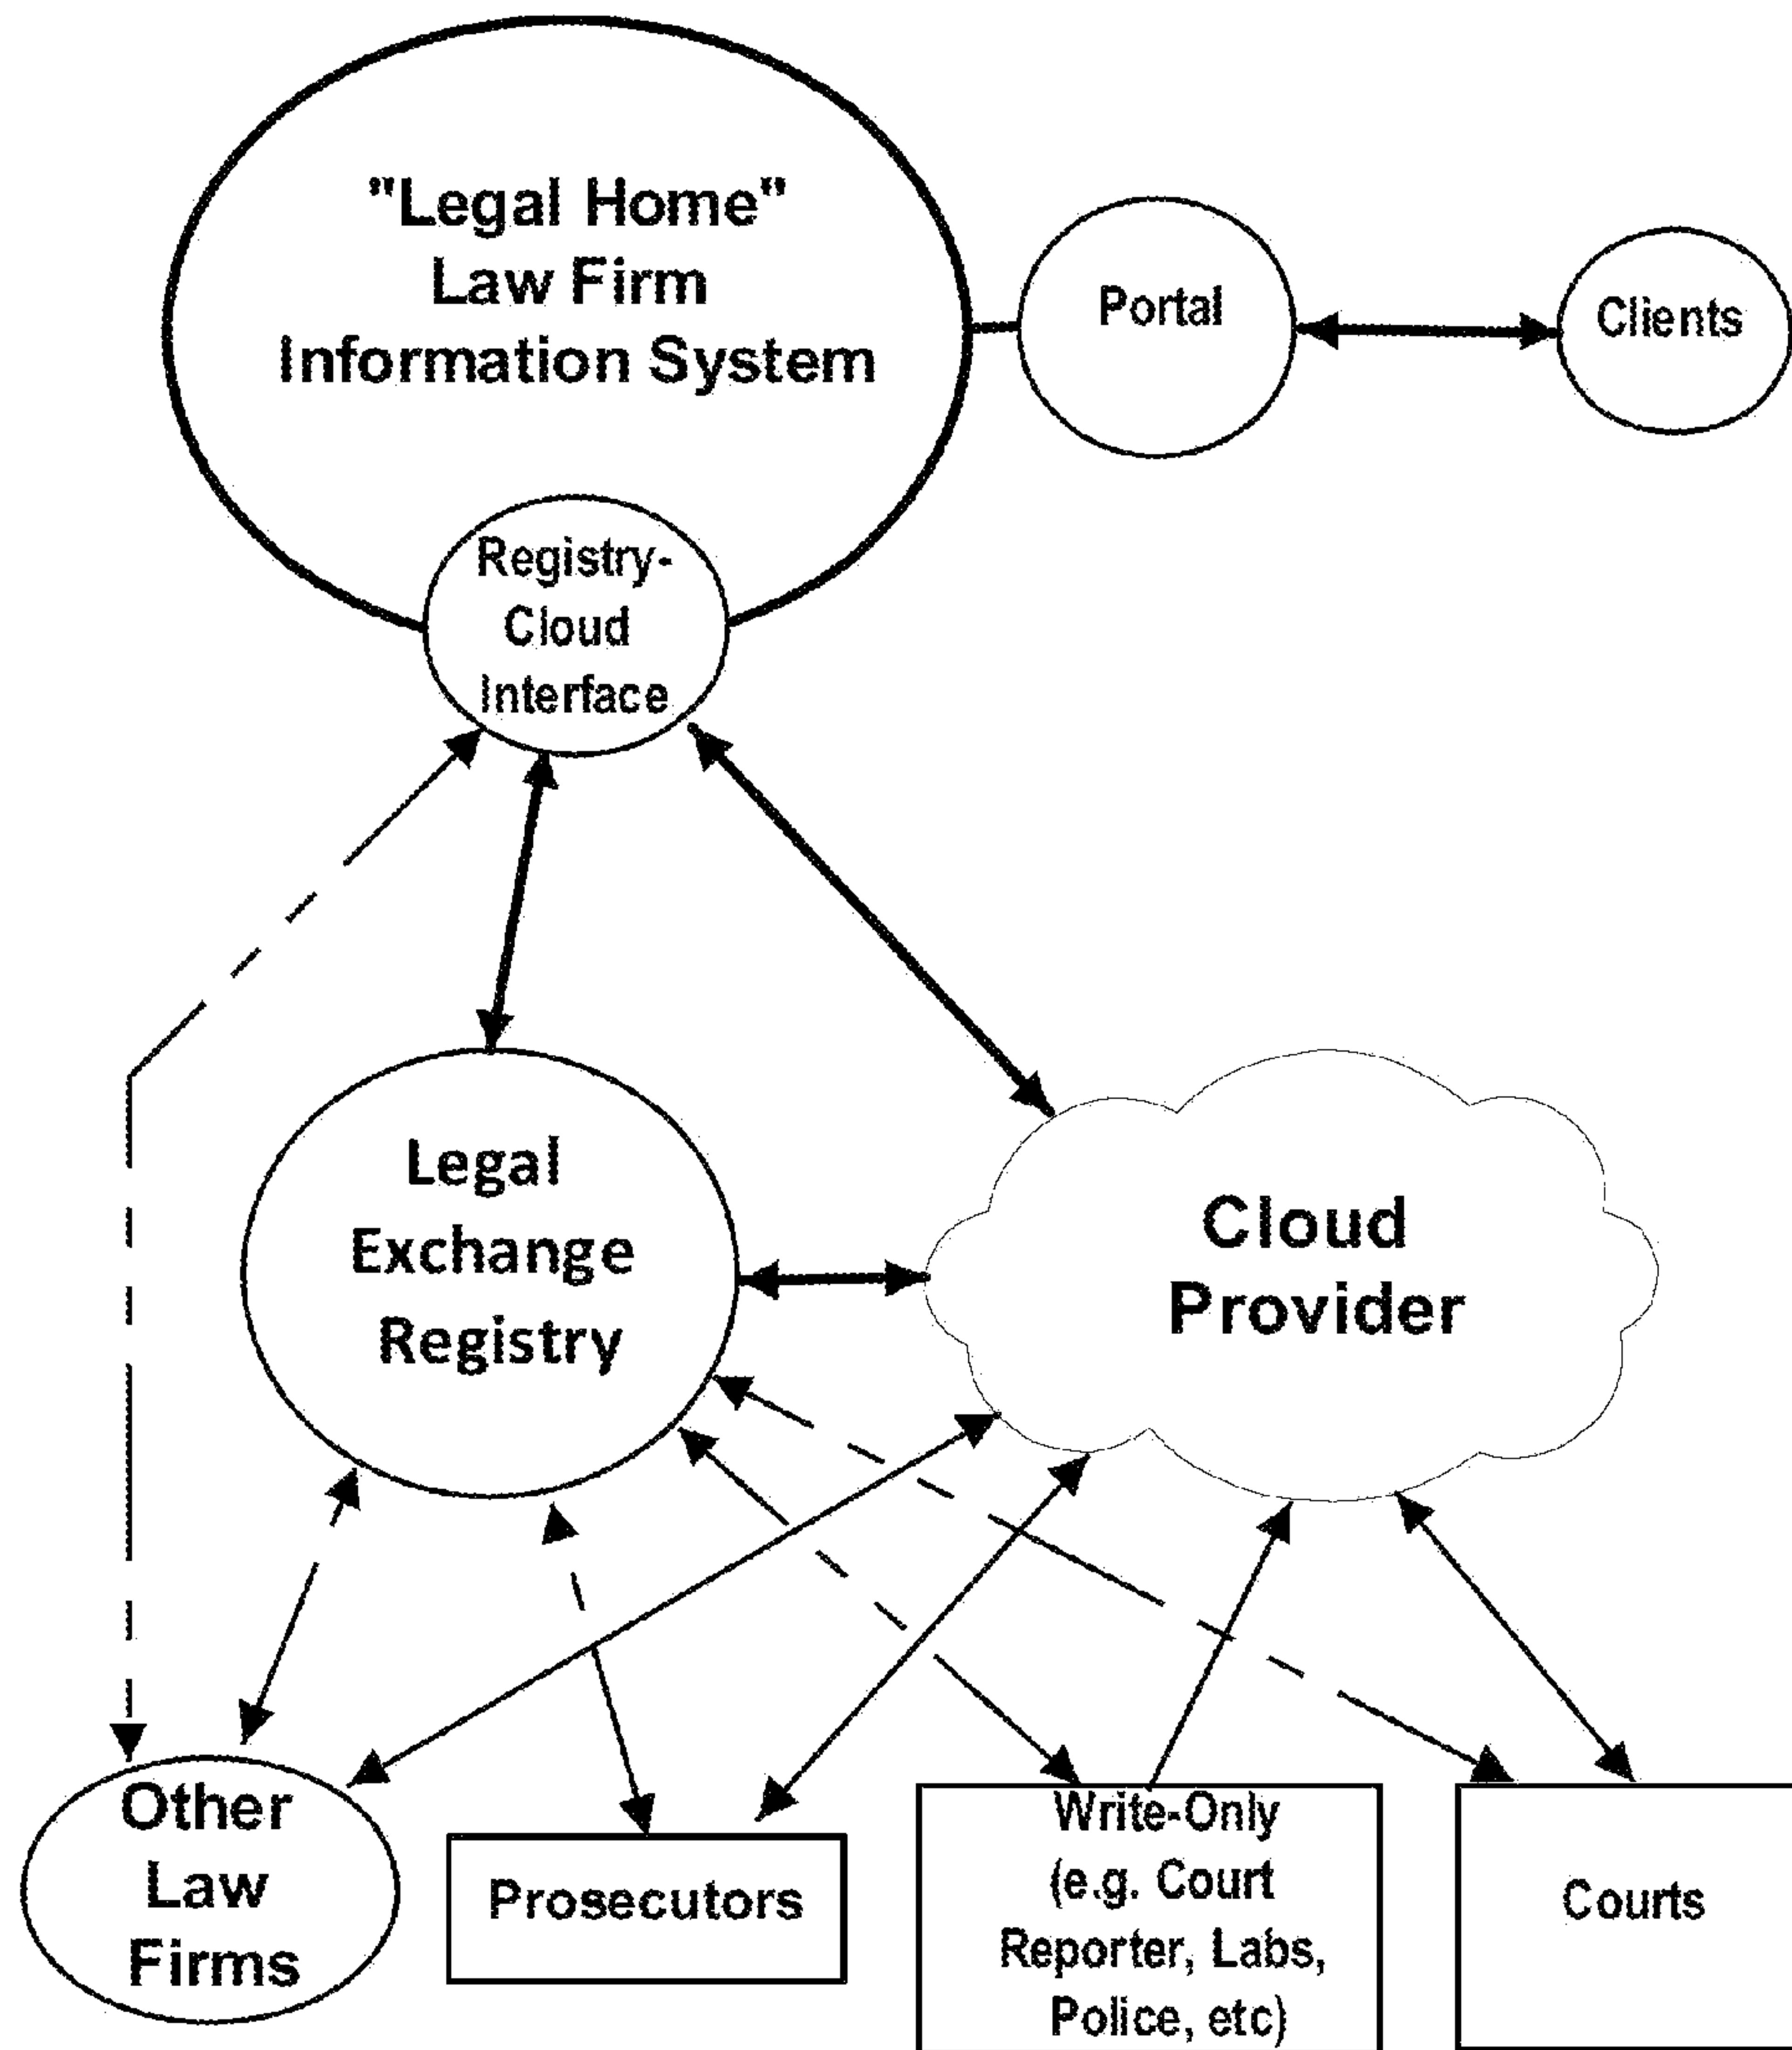 "Legal Home"
Law Firm
Information System
Portal
Clients
Registry-
Cloud
Interface
Legal
Exchange
Registry
Cloud
Provider
Other
Law
Firms
Prosecutors
Write-Only
(e.g. Court
Reporter, Labs,
Police, etc)
Courts